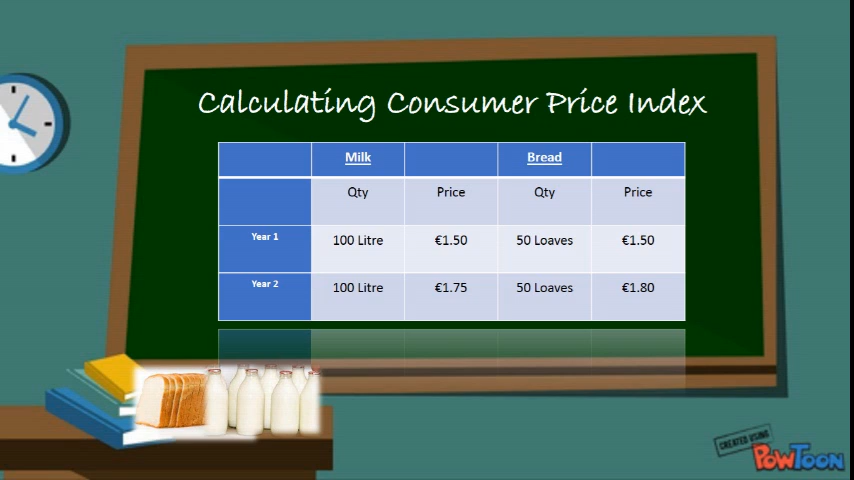 Calculating Consumer Price Index
Milk Bread
Qty Price Qty Price
Year 1 100 Litre €1.50 50 Loaves €1.50
Year 2 100 Litre €1.75 50 Loaves €1.80
CREATED USING
POWTOON